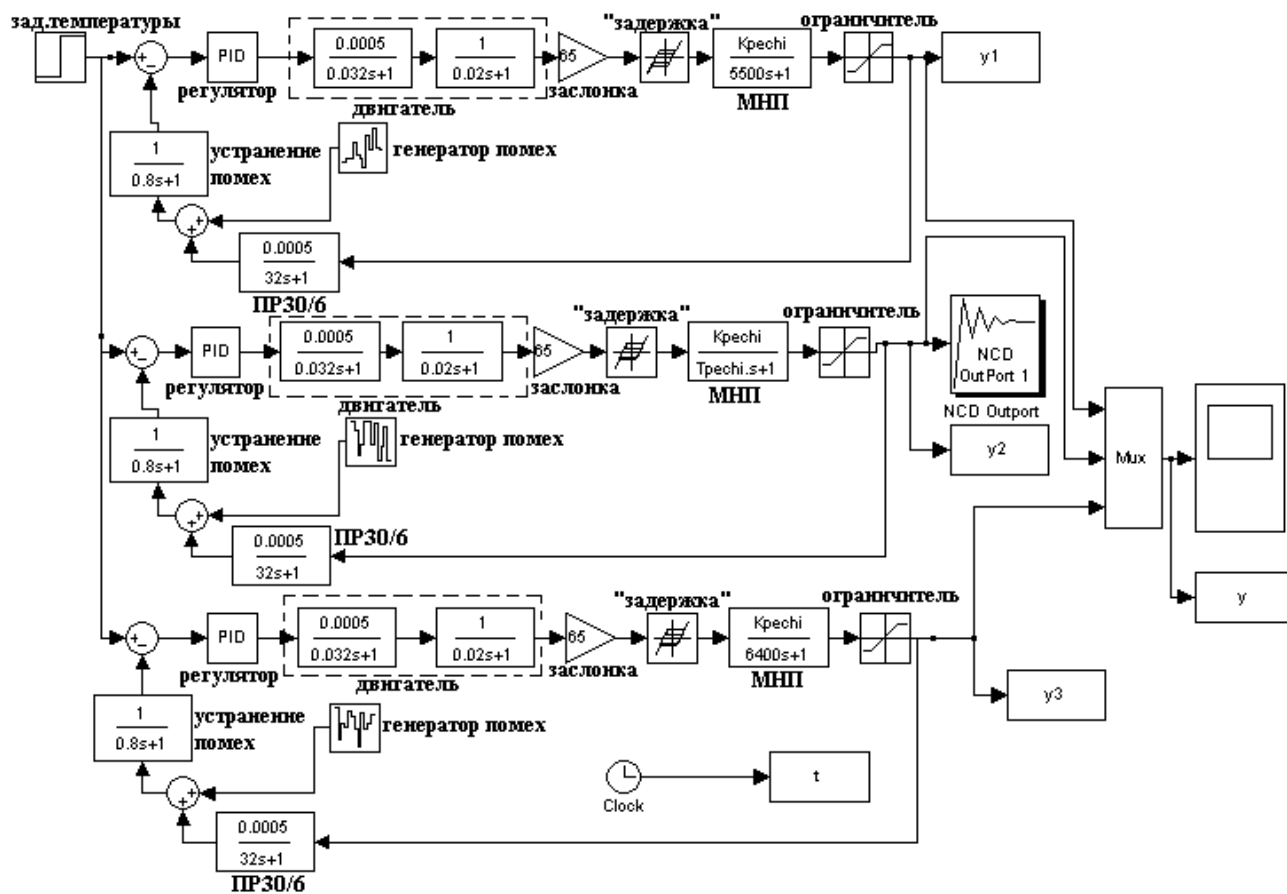 зад.температуры
"задержка"
ограничитель
PID
0.0005
0.032s+1
1
0.02s+1
65
Kpechi
5500s+1
y1
регулятор
заслонка
МНП
двигатель
1
0.8s+1
устранение
помех
генератор помех
0.0005
32s+1
ПР30/6
"задержка"
ограничитель
PID
0.0005
0.032s+1
1
0.02s+1
65
Kpechi
Tpechi.s+1
NCD
OutPort 1
NCD Outport
регулятор
заслонка
МНП
двигатель
1
0.8s+1
устранение
помех
генератор помех
y2
Mux
ПР30/6
0.0005
32s+1
y
"задержка"
ограничитель
PID
0.0005
0.032s+1
1
0.02s+1
65
Kpechi
6400s+1
регулятор
заслонка
МНП
двигатель
y3
1
0.8s+1
устранение
помех
генератор помех
t
Clock
0.0005
32s+1
ПР30/6